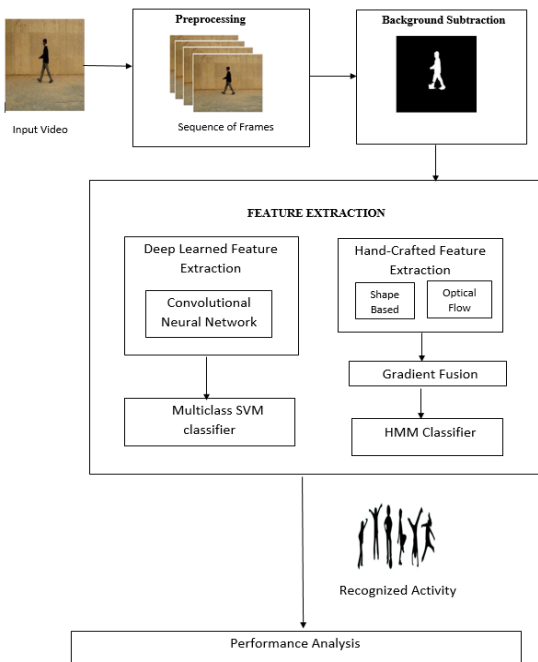 Preprocessing
Background Subtraction
Input Video
Sequence of Frames
FEATURE EXTRACTION
Deep Learned Feature
Extraction
Convolutional
Neural Network
Multiclass SVM
classifier
Hand-Crafted Feature
Extraction
Shape
Based
Optical
Flow
Gradient Fusion
HMM Classifier
Recognized Activity
Performance Analysis